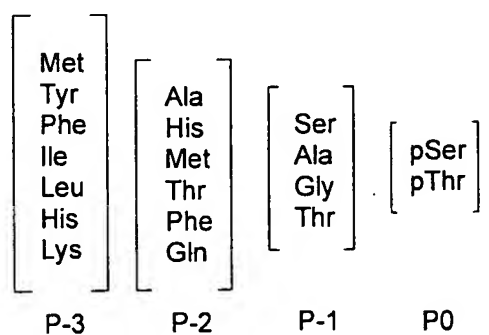 Met
Tyr
Phe
Ile
Leu
His
Lys
P-3
Ala
His
Met
Thr
Phe
Gln
P-2
Ser
Ala
Gly
Thr
P-1
pSer
pThr
P0